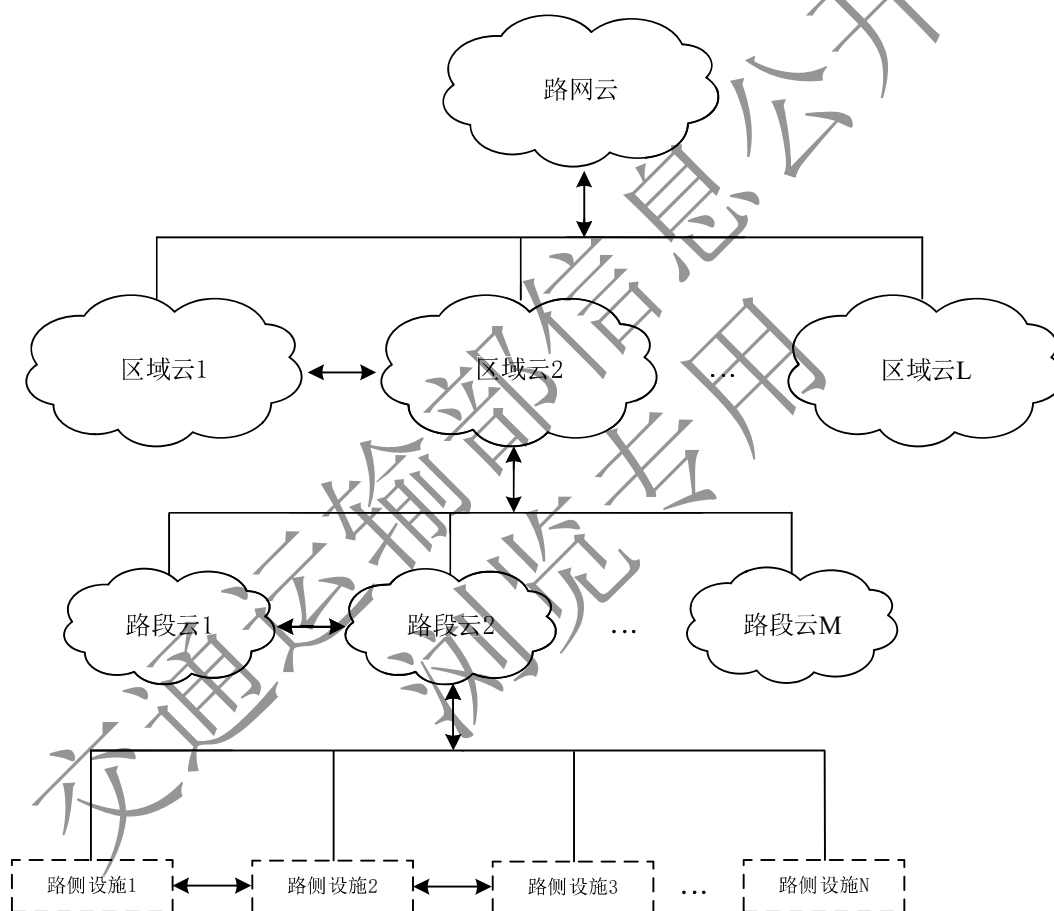 路网云
区域云1
区域云2
...
区域云L
路段云1
路段云2
...
路段云M
路侧设施1
路侧设施2
路侧设施3
...
路侧设施N
交通运输部信息公开
浏览专用